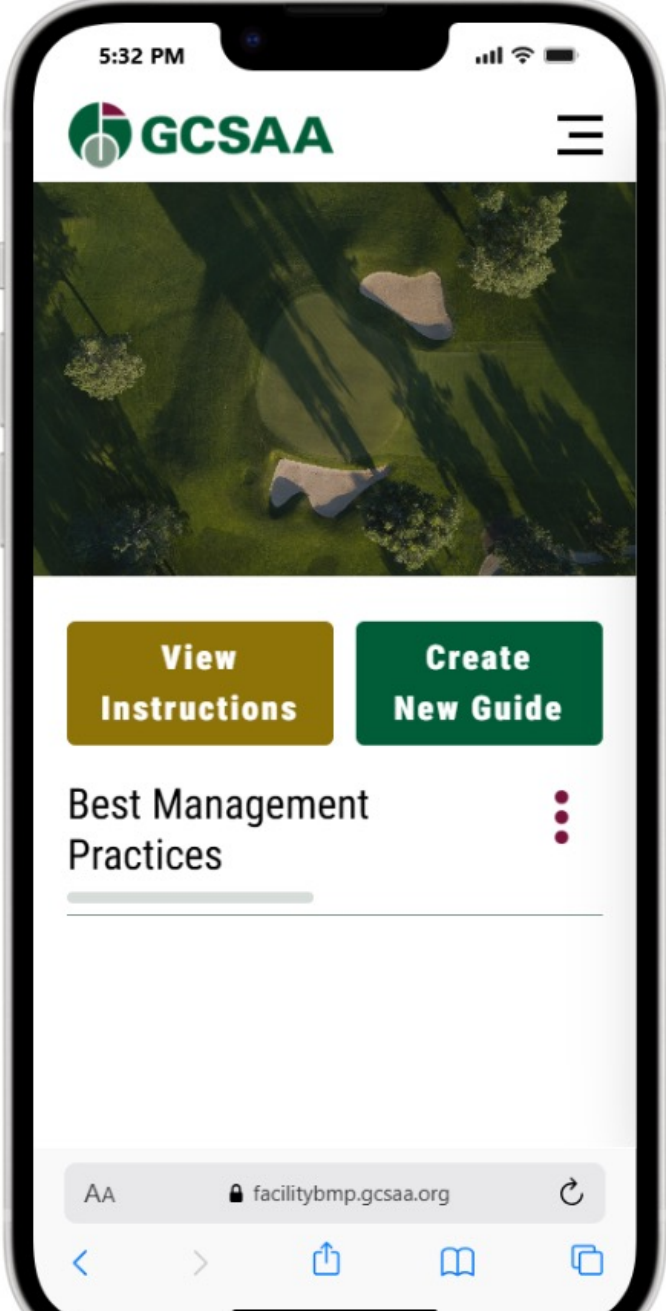 5:32 PM
GCSAA
View
Instructions
Create
New Guide
Best Management
Practices
AA
facilitybmp.gcsaa.org